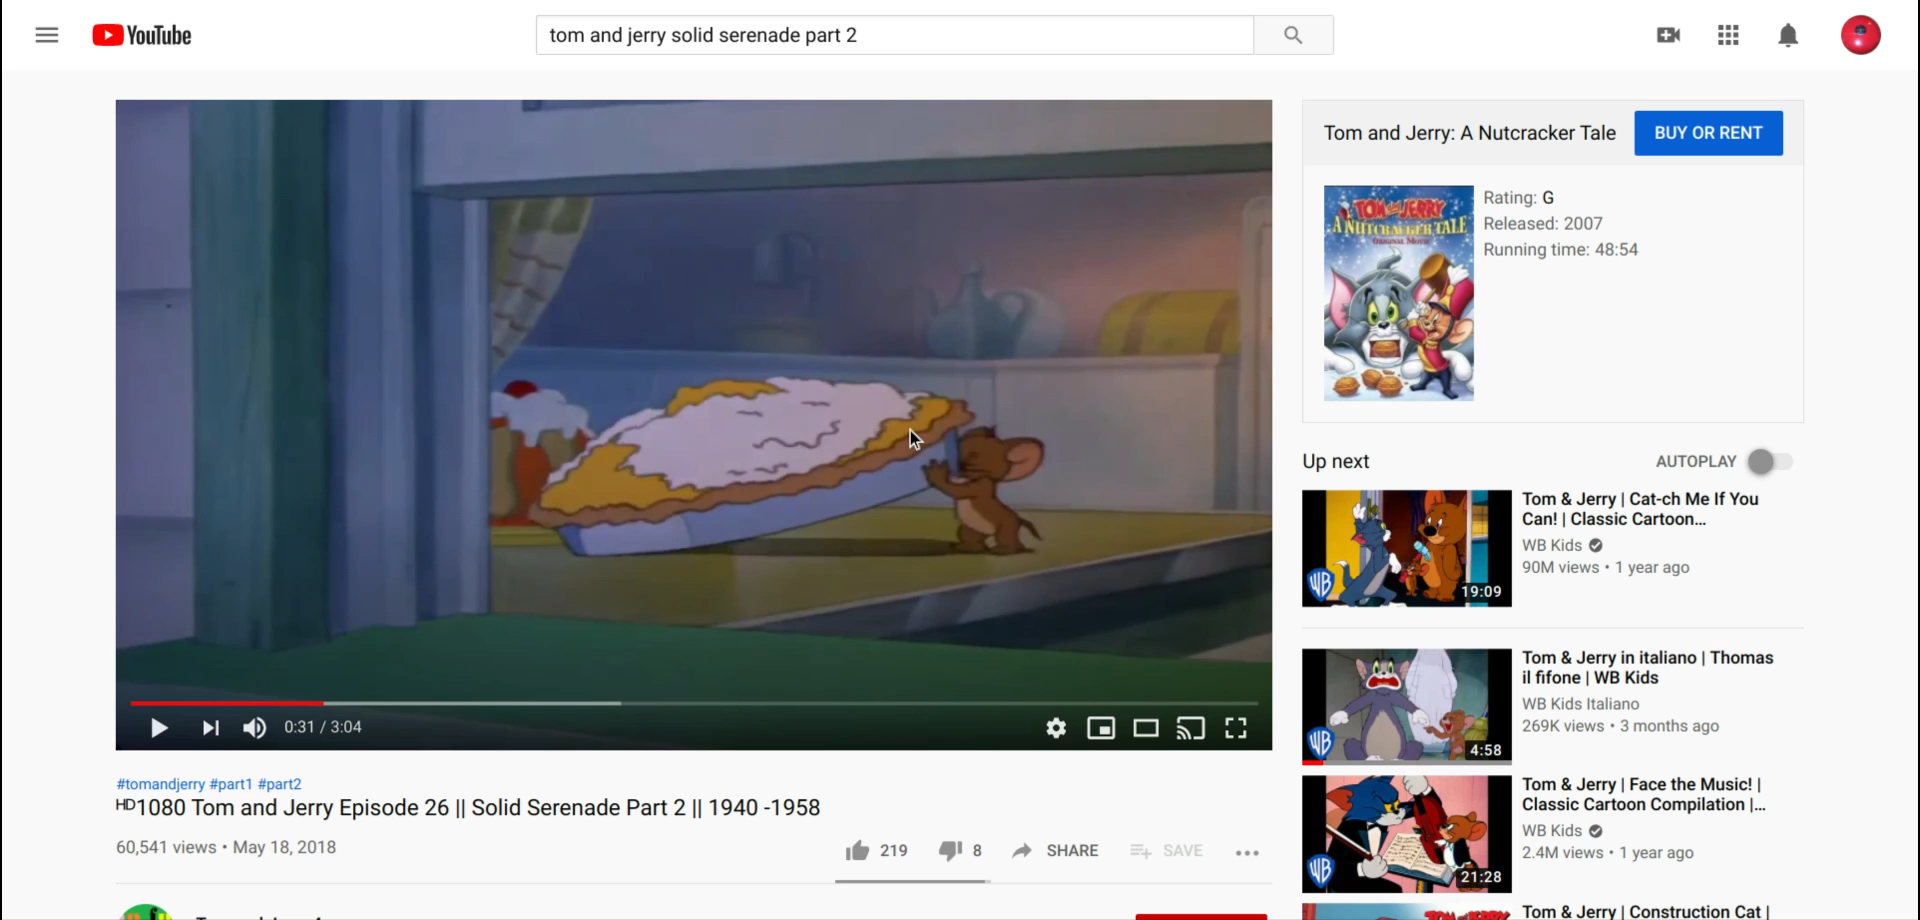 YouTube
tom and jerry solid serenade part 2
Tom and Jerry: A Nutcracker Tale
BUY OR RENT
TOM and JERRY
A NUTCRACKER TALE
ORIGINAL MOVIE
Rating: G
Released: 2007
Running time: 48:54
0:31 / 3:04
#tomandjerry #part1 #part2
HD1080 Tom and Jerry Episode 26 || Solid Serenade Part 2 || 1940 -1958
60,541 views • May 18, 2018
219
8
SHARE
SAVE
Up next
AUTOPLAY
WB
19:09
Tom & Jerry | Cat-ch Me If You
Can! | Classic Cartoon...
WB Kids
90M views • 1 year ago
WB
4:58
Tom & Jerry in italiano | Thomas
il fifone | WB Kids
WB Kids Italiano
269K views • 3 months ago
WB
21:28
Tom & Jerry | Face the Music! |
Classic Cartoon Compilation |...
WB Kids
2.4M views • 1 year ago
Tom & Jerry | Construction Cat |